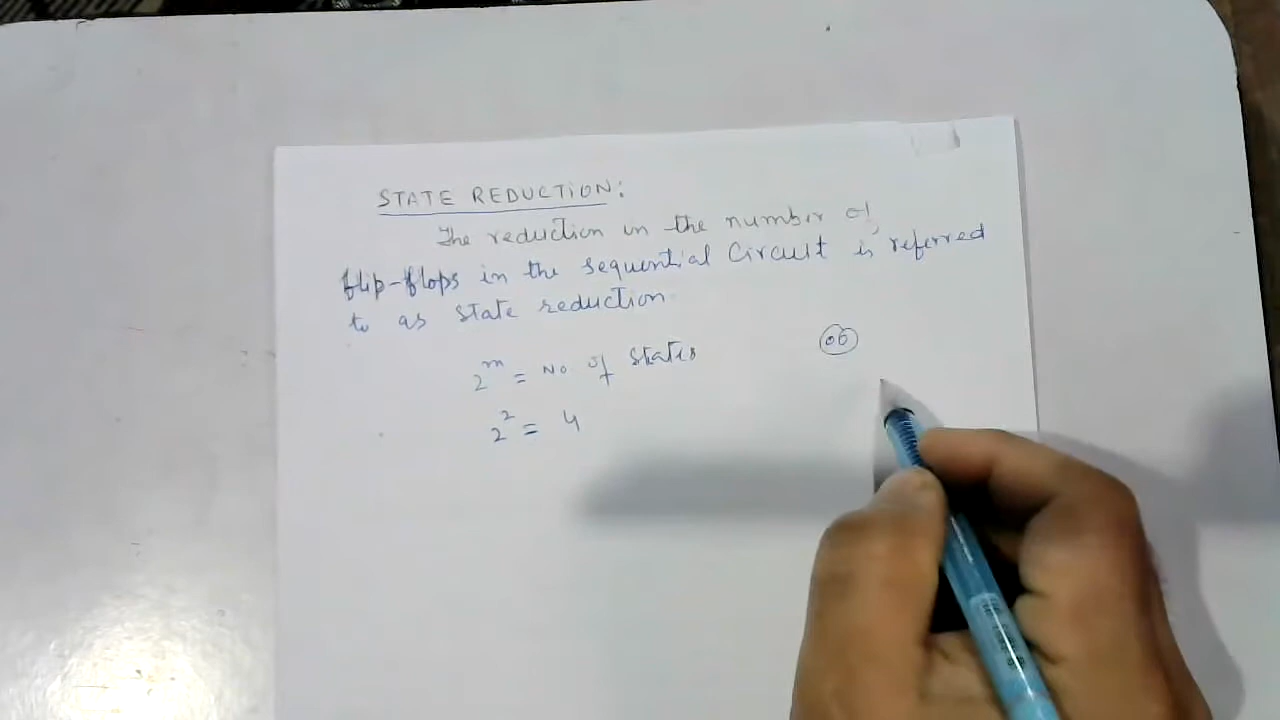 STATE REDUCTION:
The reduction in the number of
flip-flops in the sequential Circuit is referred
to as state reduction.
2^m = No. of States
00
2^2 = 4